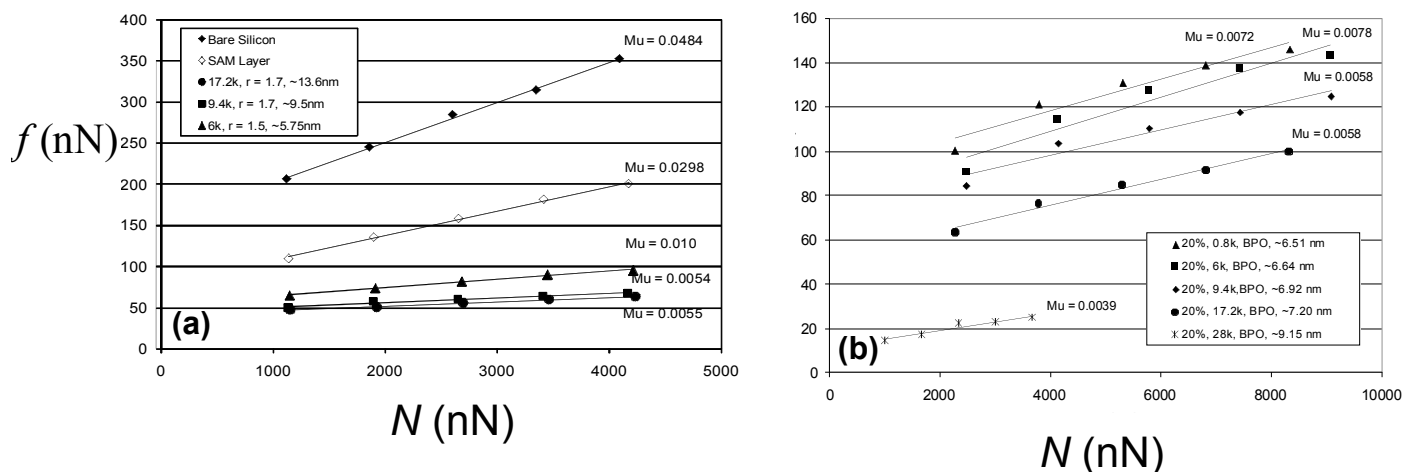 400
350
300
250
200
150
100
50
0
f (nN)
Bare Silicon
SAM Layer
17.2k, r = 1.7, ~13.6nm
9.4k, r = 1.7, ~9.5nm
6k, r = 1.5, ~5.75nm
Mu = 0.0484
Mu = 0.0298
Mu = 0.010
Mu = 0.0054
Mu = 0.0055
(a)
0 1000 2000 3000 4000 5000
N (nN)
160
140
120
100
80
60
40
20
0
Mu = 0.0072
Mu = 0.0078
Mu = 0.0058
Mu = 0.0058
Mu = 0.0039
20%, 0.8k, BPO, ~6.51 nm
20%, 6k, BPO, ~6.64 nm
20%, 9.4k,BPO, ~6.92 nm
20%, 17.2k, BPO, ~7.20 nm
20%, 28k, BPO, ~9.15 nm
(b)
0 2000 4000 6000 8000 10000
N (nN)